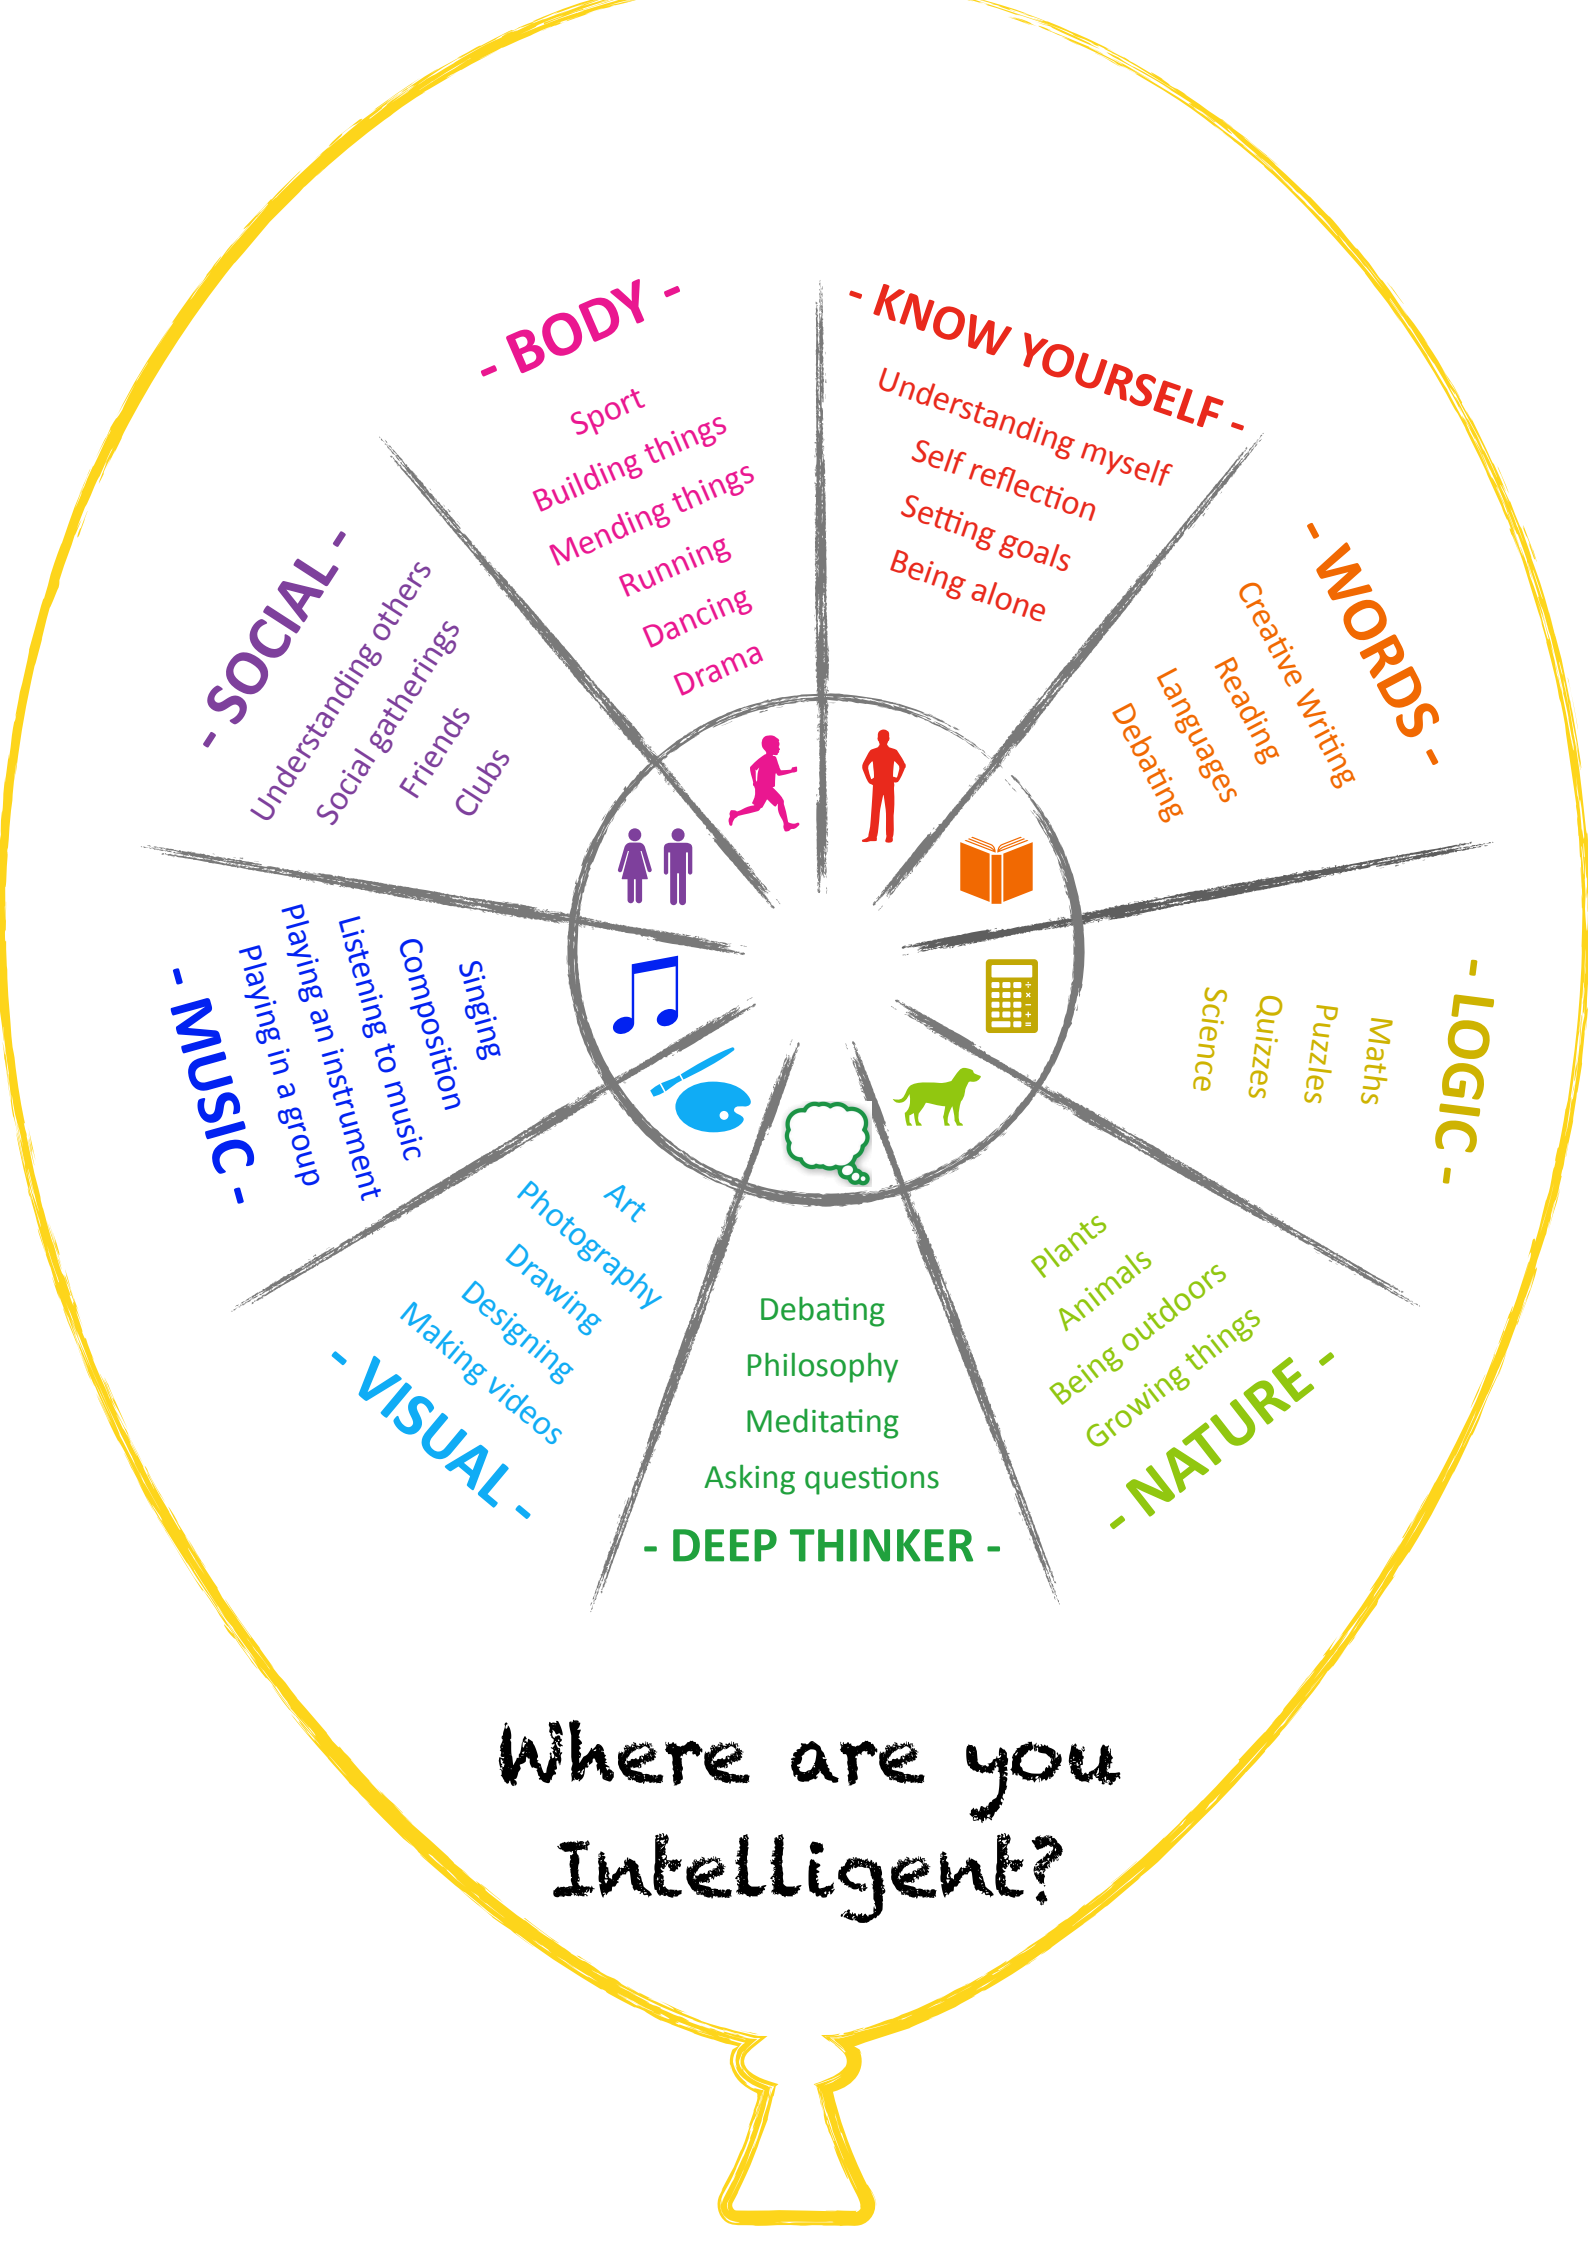 - BODY -
Sport
Building things
Mending things
Running
Dancing
Drama
- KNOW YOURSELF -
Understanding myself
Self reflection
Setting goals
Being alone
- WORDS -
Creative Writing
Reading
Languages
Debating
- LOGIC -
Maths
Puzzles
Quizzes
Science
Plants
Animals
Being outdoors
Growing things
- NATURE -
Debating
Philosophy
Meditating
Asking questions
- DEEP THINKER -
Art
Photography
Drawing
Designing
Making videos
- VISUAL -
Singing
Composition
Listening to music
Playing an instrument
Playing in a group
- MUSIC -
- SOCIAL -
Understanding others
Social gatherings
Friends
Clubs
Where are you
Intelligent?